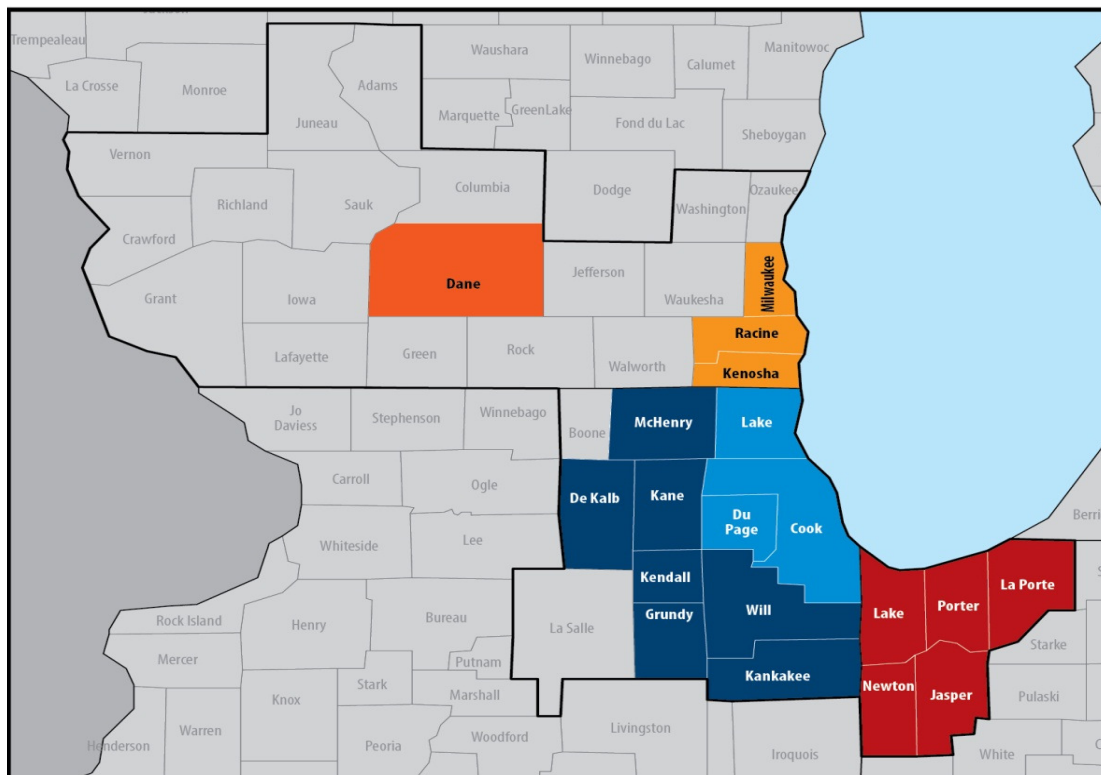 Trempealeau
La Crosse
Monroe
Juneau
Adams
Waushara
Marquette
GreenLake
Winnebago
Calumet
Manitowoc
Fond du Lac
Sheboygan
Vernon
Richland
Sauk
Columbia
Dodge
Washington
Ozaukee
Crawford
Grant
Iowa
Dane
Jefferson
Waukesha
Milwaukee
Lafayette
Green
Rock
Walworth
Racine
Kenosha
Jo
Daviess
Stephenson
Winnebago
Boone
McHenry
Lake
Carroll
Ogle
De Kalb
Kane
Du
Page
Cook
Whiteside
Lee
Kendall
Grundy
Will
Rock Island
Henry
Bureau
La Salle
Mercer
Putnam
Stark
Marshall
Kankakee
Knox
Warren
Henderson
Peoria
Woodford
Livingston
Iroquois
Lake
Porter
La Porte
Newton
Jasper
Starke
Pulaski
White